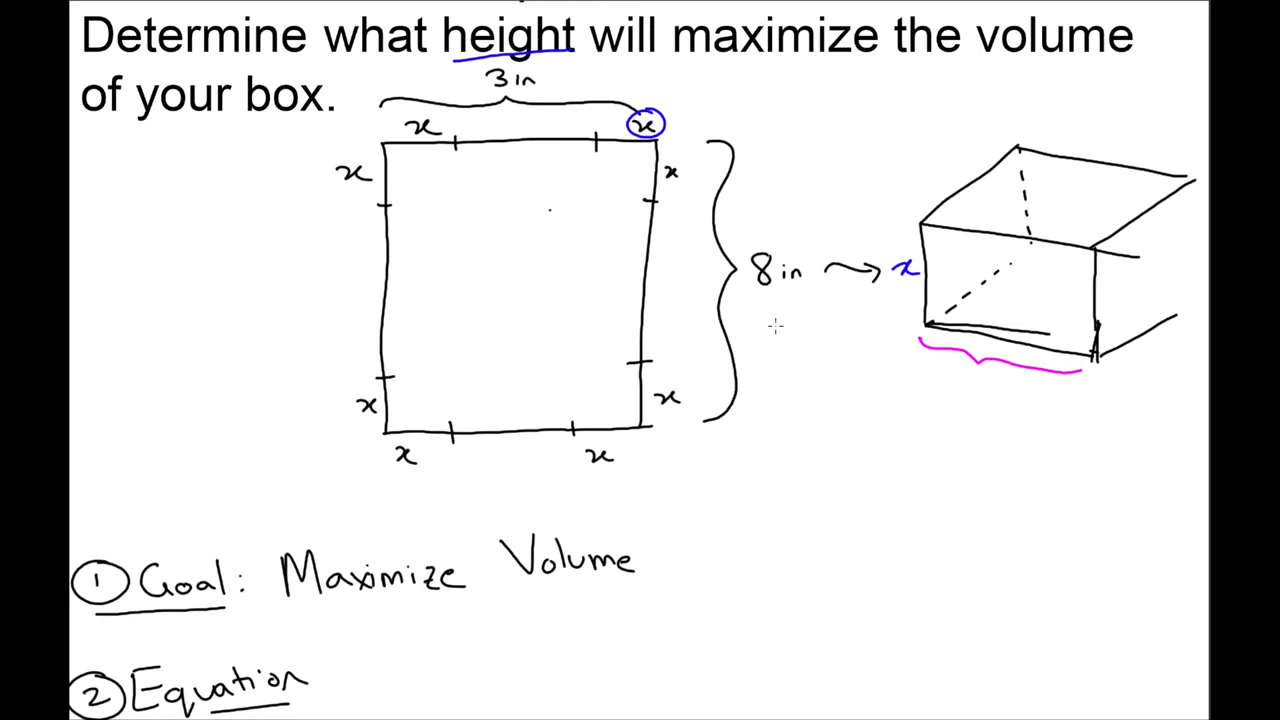 Determine what height will maximize the volume
of your box.
3 in
x x
x x
8 in x
x x
x x
① Goal: Maximize Volume
② Equation